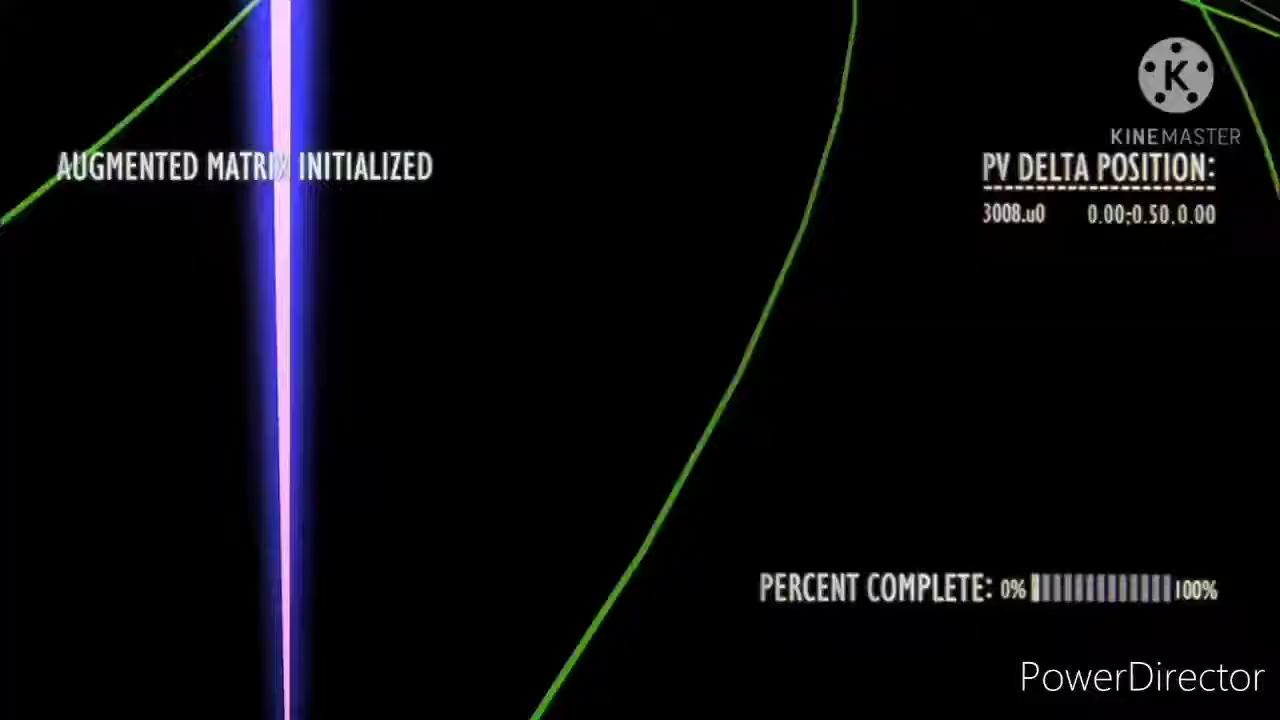 K
KINEMASTER
AUGMENTED MATRIX INITIALIZED
PV DELTA POSITION:
3008.u0 0.00;0.50,0.00
PERCENT COMPLETE: 0% 100%
PowerDirector